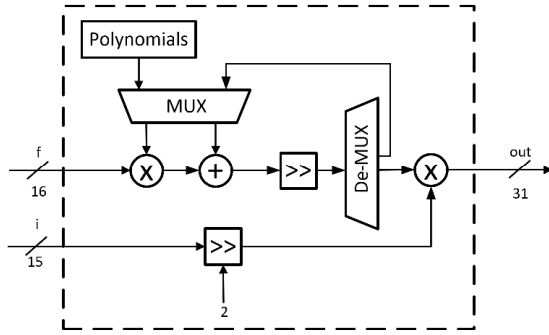 Polynomials
MUX
f
16
X
+
>>
De-MUX
X
out
31
i
15
>>
2